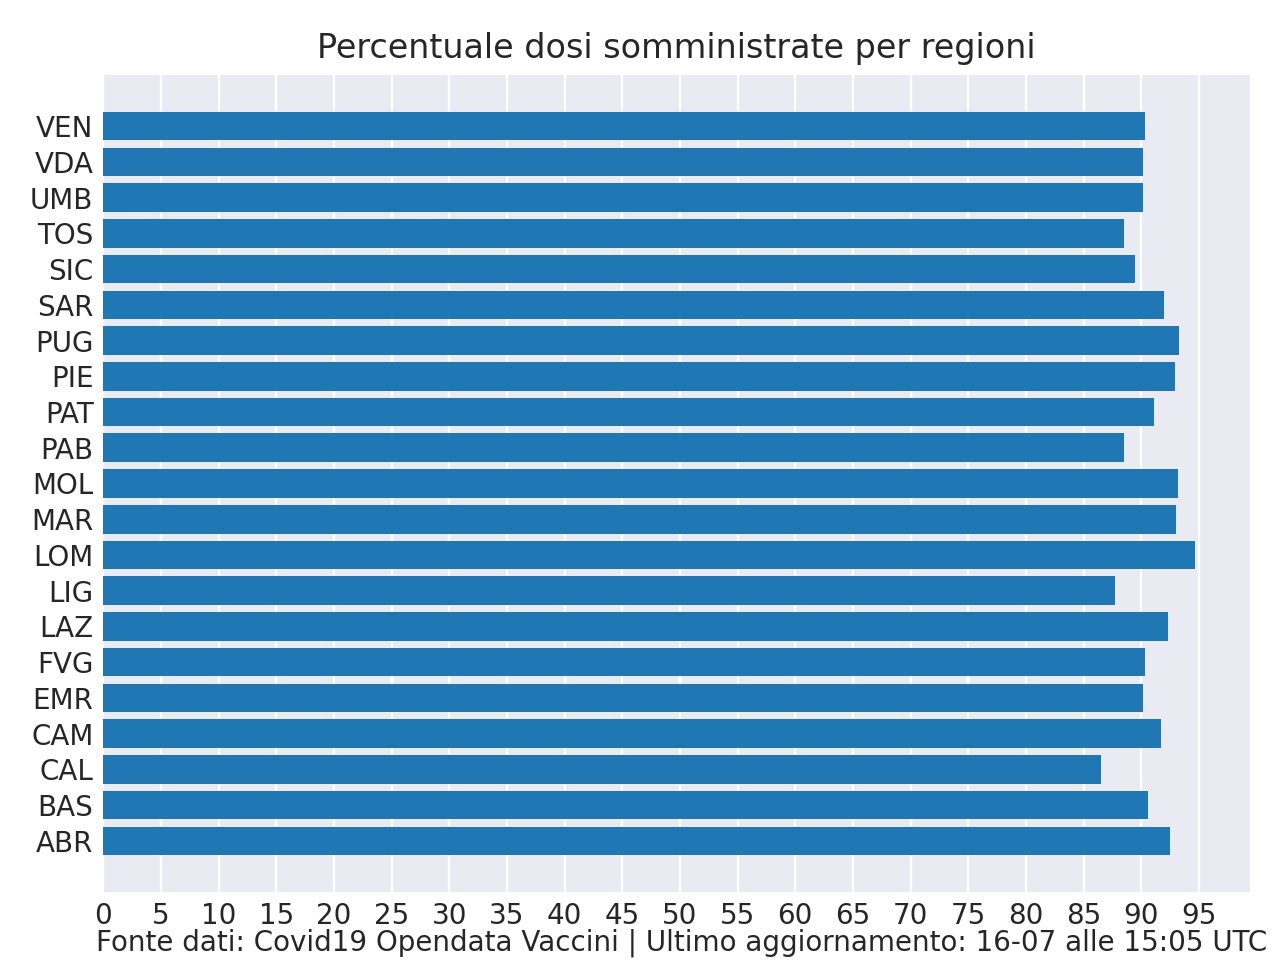 Percentuale dosi somministrate per regioni
VEN
VDA
UMB
TOS
SIC
SAR
PUG
PIE
PAT
PAB
MOL
MAR
LOM
LIG
LAZ
FVG
EMR
CAM
CAL
BAS
ABR
0 5 10 15 20 25 30 35 40 45 50 55 60 65 70 75 80 85 90 95
Fonte dati: Covid19 Opendata Vaccini | Ultimo aggiornamento: 16-07 alle 15:05 UTC